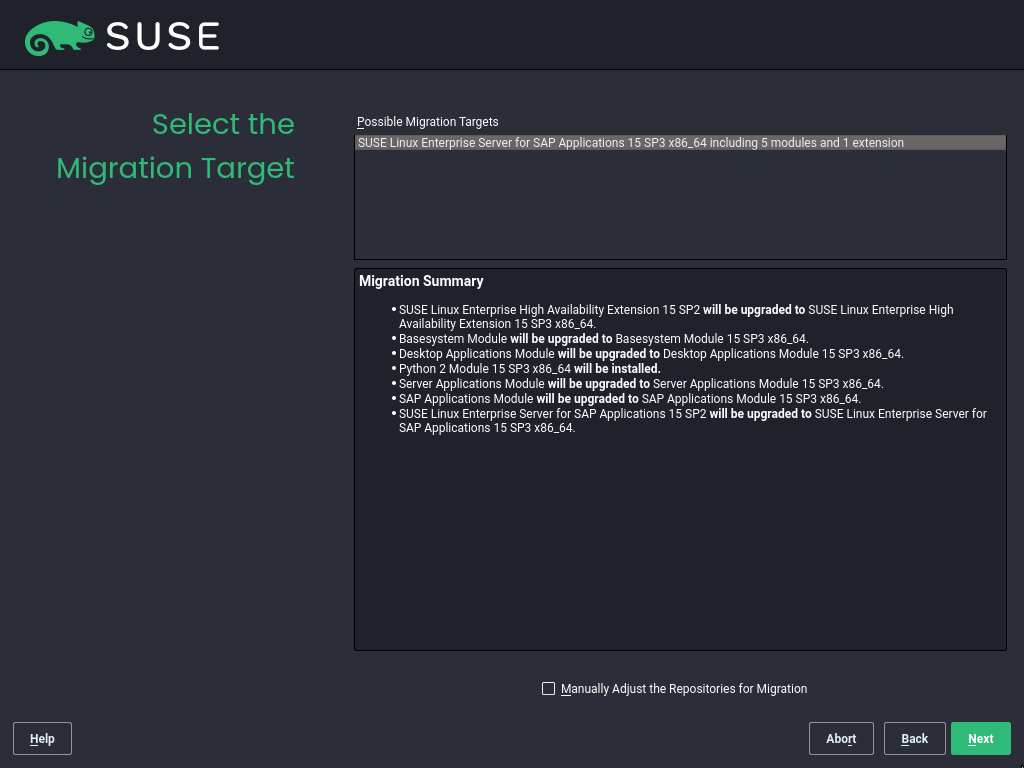 SUSE
Select the
Migration Target
Possible Migration Targets
SUSE Linux Enterprise Server for SAP Applications 15 SP3 x86_64 including 5 modules and 1 extension
Migration Summary
• SUSE Linux Enterprise High Availability Extension 15 SP2 will be upgraded to SUSE Linux Enterprise High
Availability Extension 15 SP3 x86_64.
• Basesystem Module will be upgraded to Basesystem Module 15 SP3 x86_64.
• Desktop Applications Module will be upgraded to Desktop Applications Module 15 SP3 x86_64.
• Python 2 Module 15 SP3 x86_64 will be installed.
• Server Applications Module will be upgraded to Server Applications Module 15 SP3 x86_64.
• SAP Applications Module will be upgraded to SAP Applications Module 15 SP3 x86_64.
• SUSE Linux Enterprise Server for SAP Applications 15 SP2 will be upgraded to SUSE Linux Enterprise Server for
SAP Applications 15 SP3 x86_64.
Manually Adjust the Repositories for Migration
Help
Abort
Back
Next